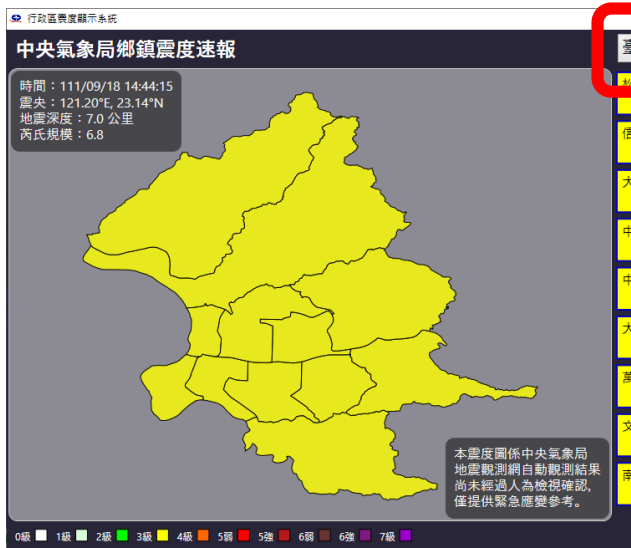 行政區震度顯示系統
中央氣象局鄉鎮震度速報
時間：111/09/18 14:44:15
震央：121.20°E, 23.14°N
地震深度：7.0 公里
芮氏規模：6.8
臺
信
大
中
中
大
萬
文
南
本震度圖係中央氣象局
地震觀測網自動觀測結果
尚未經過人為檢視確認,
僅提供緊急應變參考。
0級 1級 2級 3級 4級 5弱 5強 6弱 6強 7級